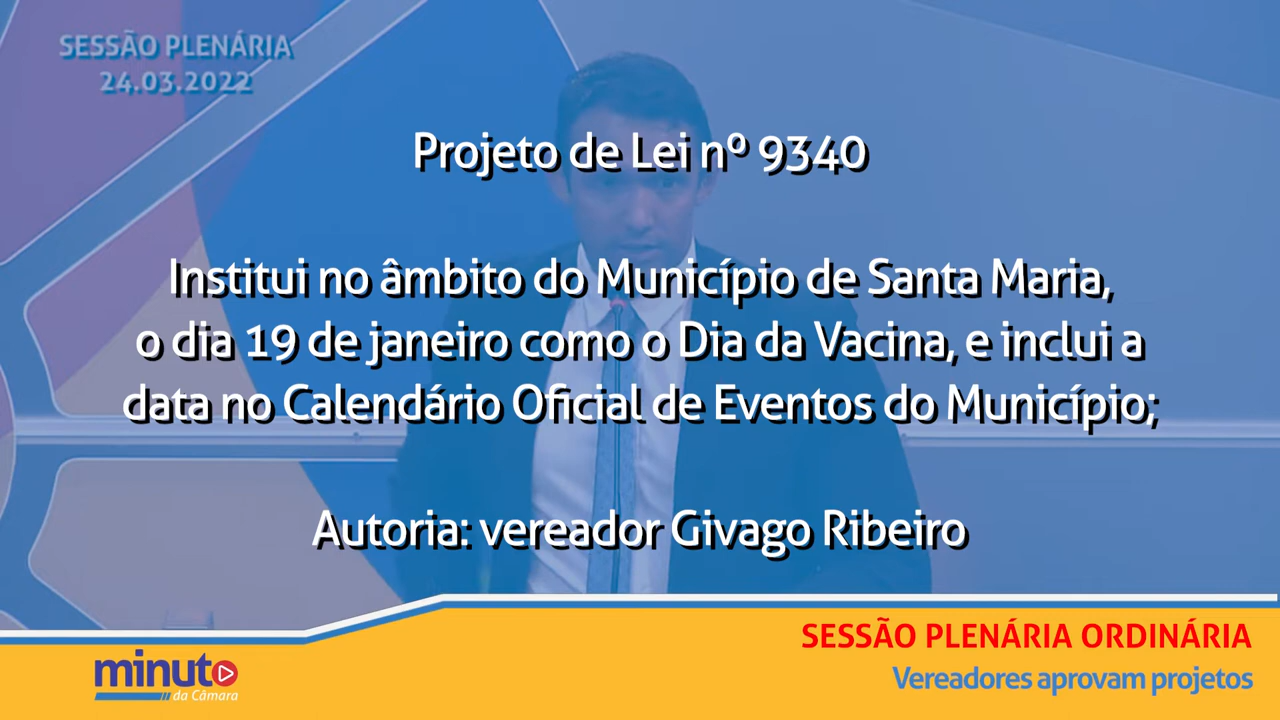 SESSÃO PLENÁRIA
24.03.2022
Projeto de Lei nº 9340
Institui no âmbito do Município de Santa Maria,
o dia 19 de janeiro como o Dia da Vacina, e inclui a
data no Calendário Oficial de Eventos do Município;
Autoria: vereador Givago Ribeiro
SESSÃO PLENÁRIA ORDINÁRIA
Vereadores aprovam projetos
minuto
da Câmara